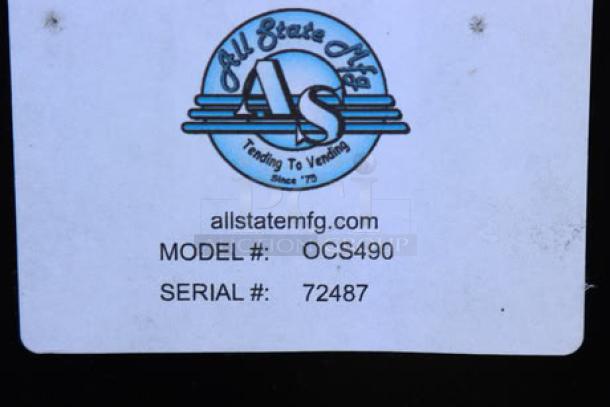 All State Mfg
AS
Tending To Vending
Since '75
allstatemfg.com
MODEL #: OCS490
SERIAL #: 72487